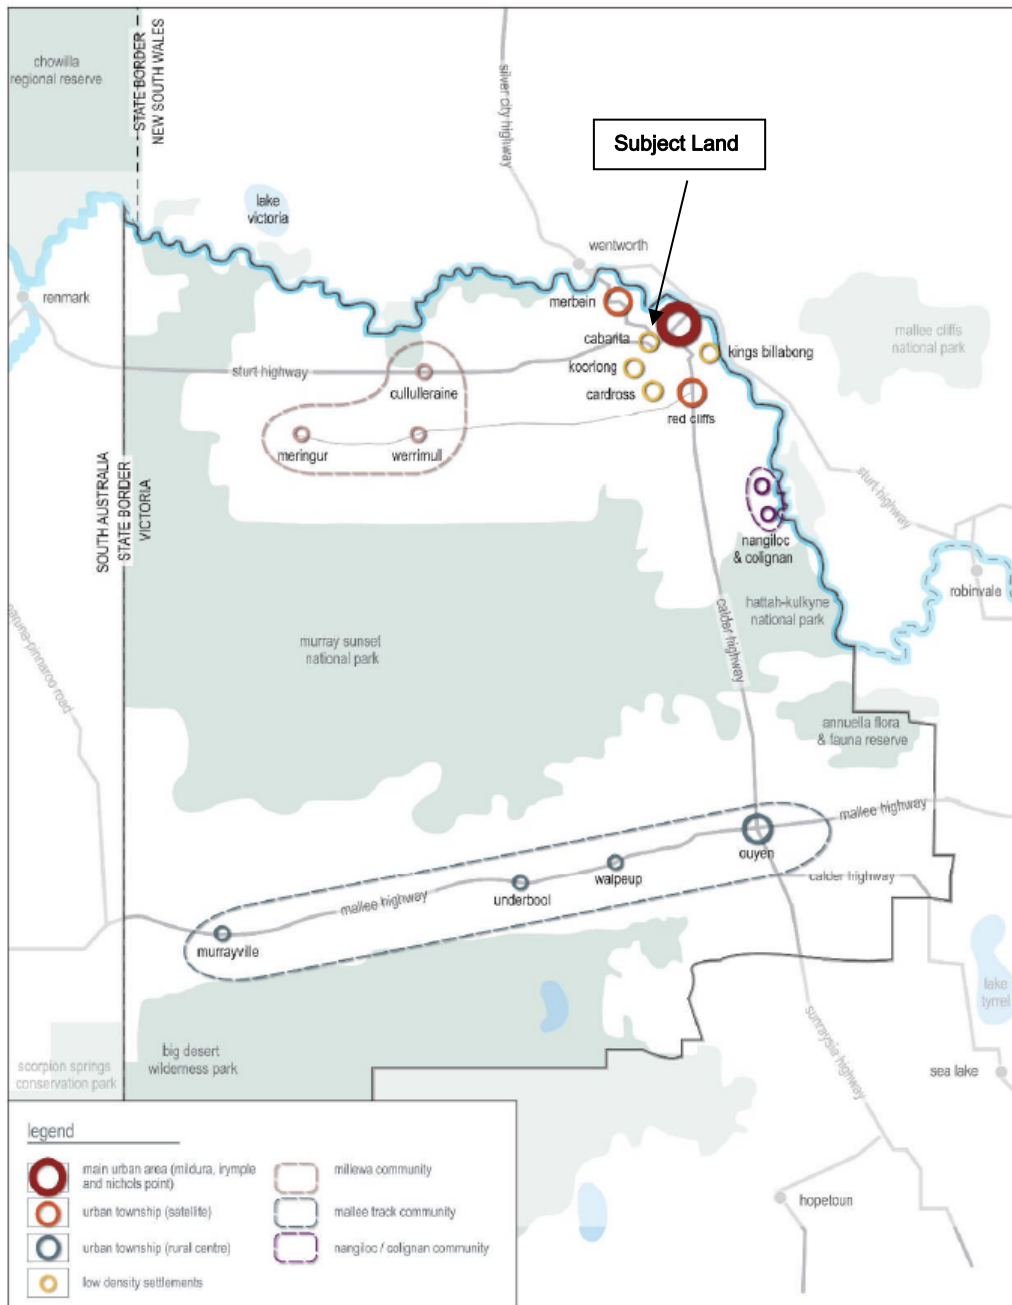 chowilla
regional reserve
STATE BORDER
NEW SOUTH WALES
silver city highway
Subject Land
lake
victoria
wentworth
renmark
merbein
mallee cliffs
national park
cabarita
kings billabong
sturt highway
koorlong
cullulleraine
cardross
red cliffs
meringur
werrimull
sturt highway
SOUTH AUSTRALIA
STATE BORDER
VICTORIA
nangiloc
& colignan
robinvale
hattah-kulkyne
national park
calder highway
murray sunset
national park
annuella flora
& fauna reserve
mallee highway
ouyen
walpeup
calder highway
underbool
mallee highway
murrayville
lake
tyrrel
sunraysia highway
big desert
wilderness park
scorpion springs
conservation park
sea lake
hopetoun
legend
main urban area (mildura, irymple
and nichols point)
millewa community
urban township (satellite)
mallee track community
urban township (rural centre)
nangiloc / colignan community
low density settlements